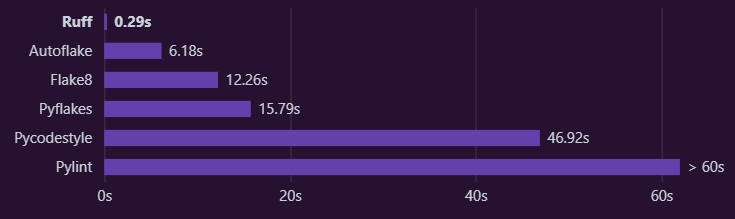 Ruff 0.29s
Autoflake 6.18s
Flake8 12.26s
Pyflakes 15.79s
Pycodestyle 46.92s
Pylint > 60s
0s 20s 40s 60s